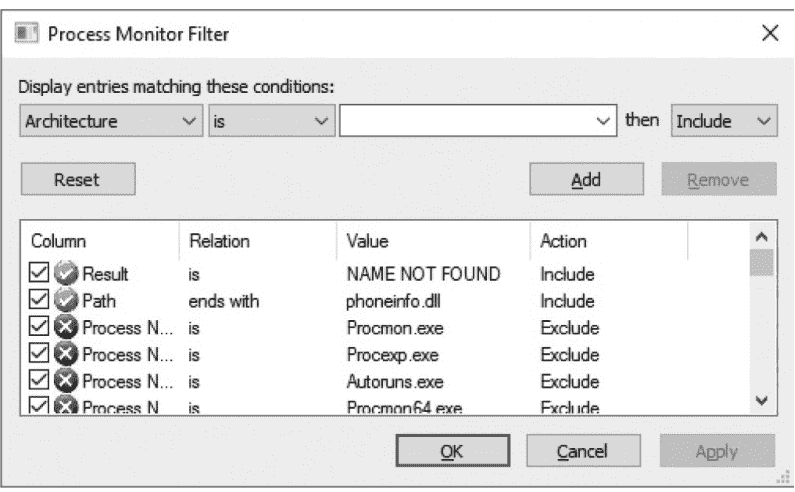 Process Monitor Filter
Display entries matching these conditions:
Architecture is then Include
Reset Add Remove
Column Relation Value Action
Result is NAME NOT FOUND Include
Path ends with phoneinfo.dll Include
Process N... is Procmon.exe Exclude
Process N... is Procexp.exe Exclude
Process N... is Autoruns.exe Exclude
Process N is Procmon64.exe Exclude
OK Cancel Apply